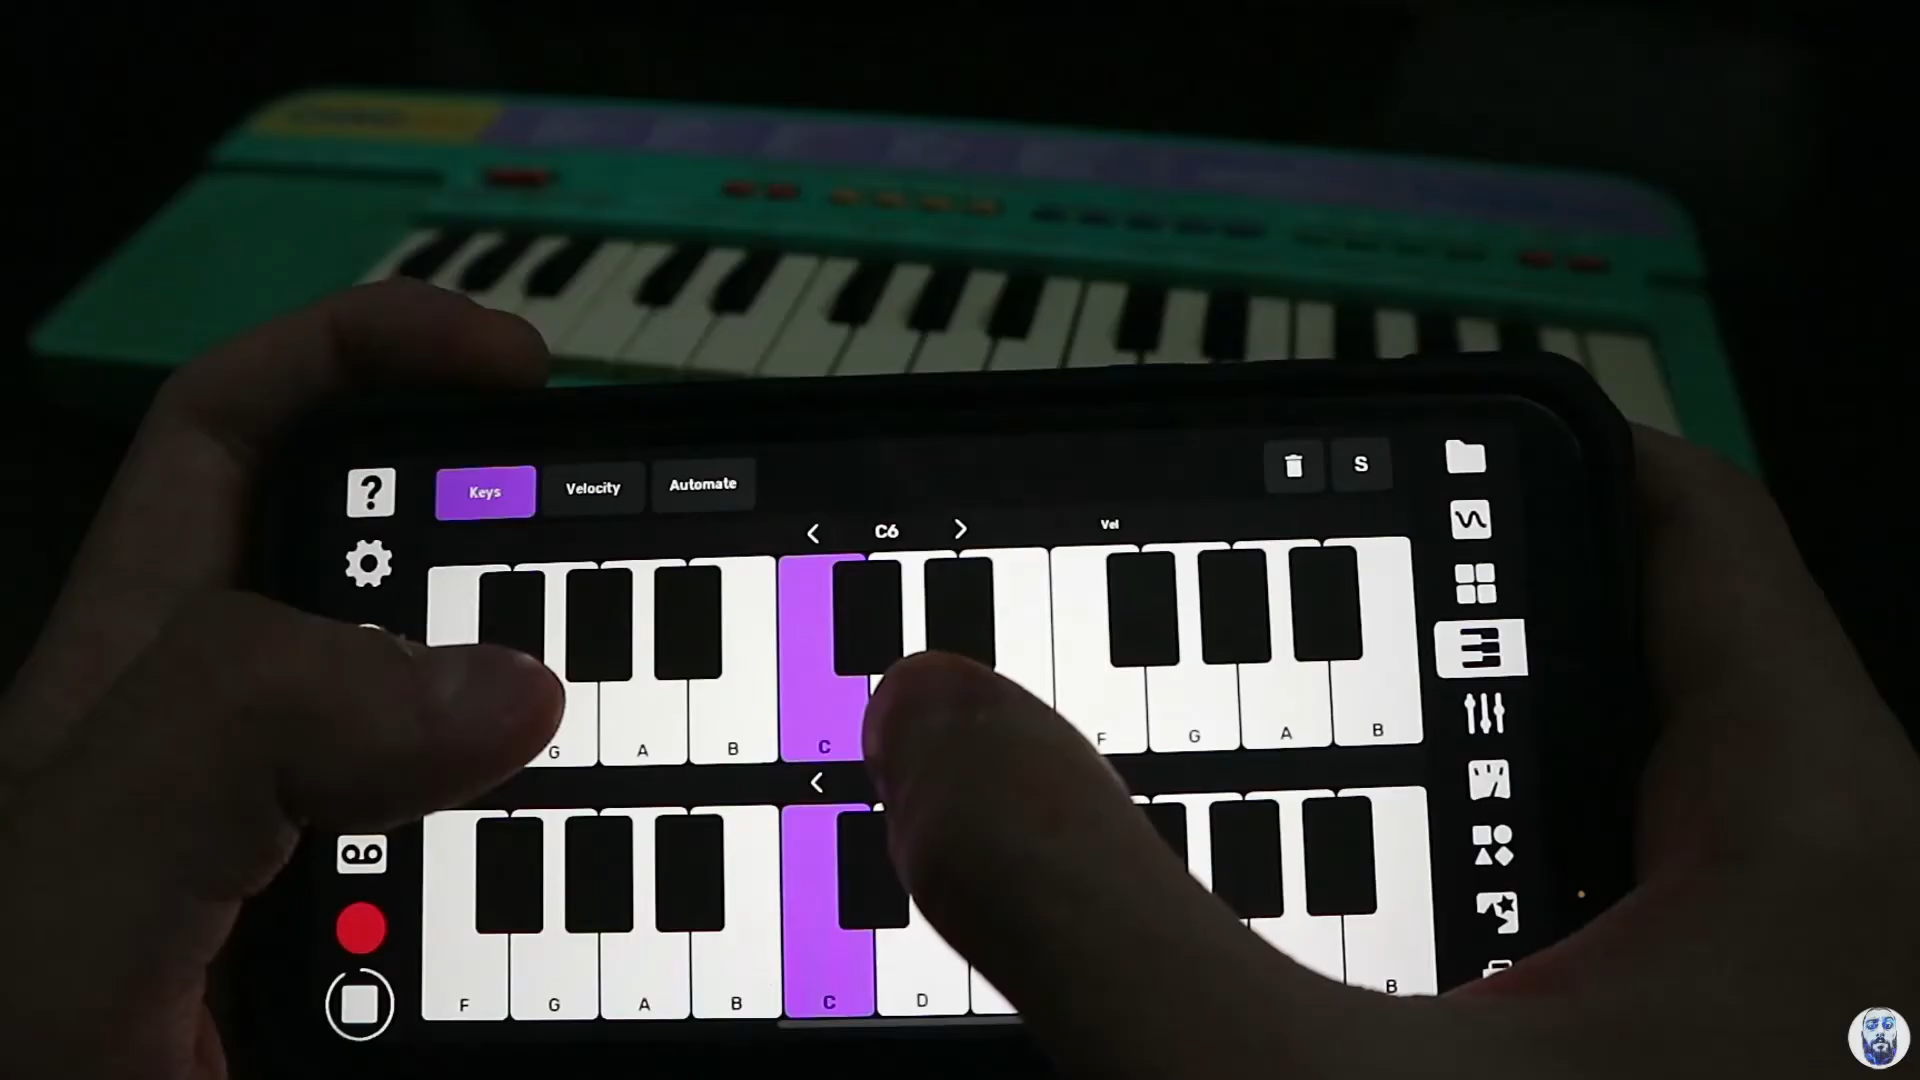 ?
Keys Velocity Automate S
< C6 > Vel
G A B C F G A B
<
F G A B C D B